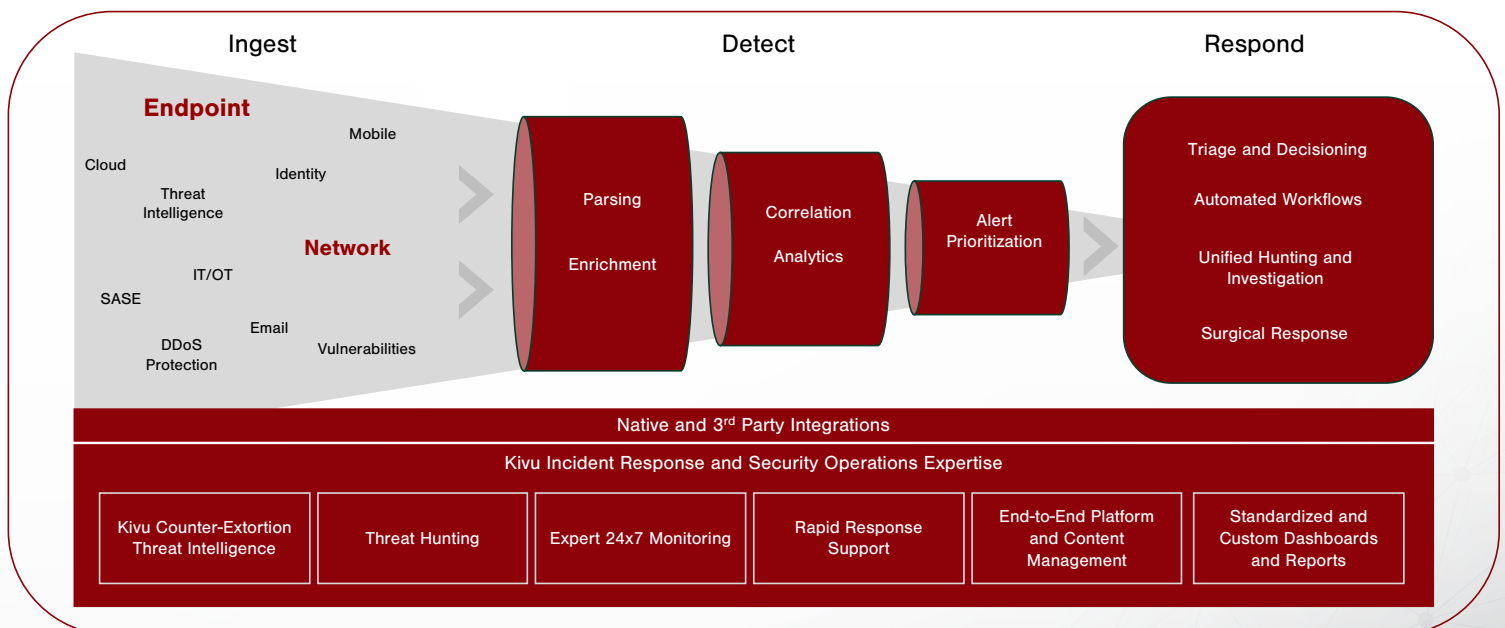 Ingest
Detect
Respond
Endpoint
Mobile
Cloud
Identity
Threat
Intelligence
Network
IT/OT
SASE
Email
DDoS
Protection
Vulnerabilities
Parsing
Enrichment
Correlation
Analytics
Alert
Prioritization
Triage and Decisioning
Automated Workflows
Unified Hunting and
Investigation
Surgical Response
Native and 3rd Party Integrations
Kivu Incident Response and Security Operations Expertise
Kivu Counter-Extortion
Threat Intelligence
Threat Hunting
Expert 24x7 Monitoring
Rapid Response
Support
End-to-End Platform
and Content
Management
Standardized and
Custom Dashboards
and Reports